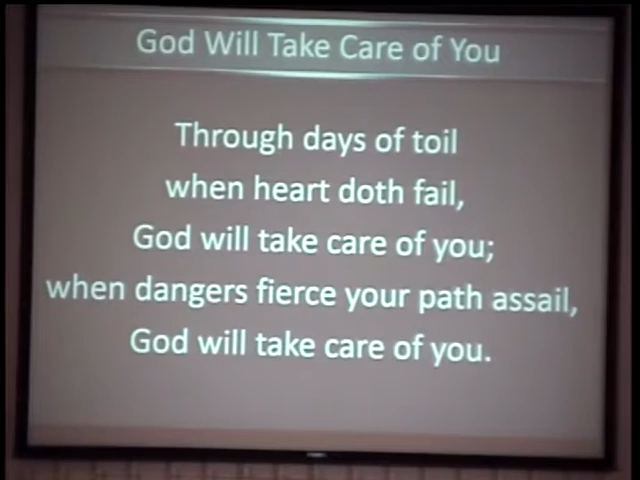 God Will Take Care of You
Through days of toil
when heart doth fail,
God will take care of you;
when dangers fierce your path assail,
God will take care of you.